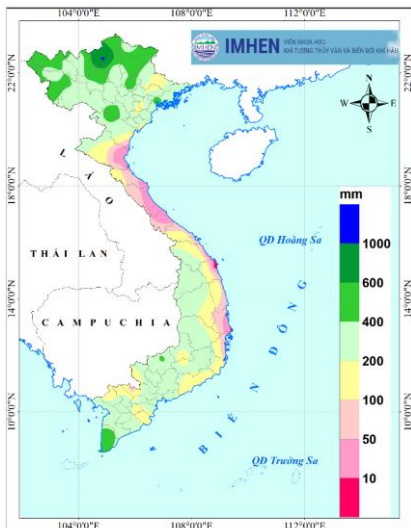 104°0'0"E
108°0'0"E
112°0'0"E
IMHEN
VIỆN KHOA HỌC
KHÍ TƯỢNG THỦY VĂN VÀ BIẾN ĐỔI KHÍ HẬU
22°0'0"N
22°0'0"N
N
W
E
S
LÀO
18°0'0"N
18°0'0"N
mm
QĐ Hoàng Sa
THÁI LAN
1000
600
14°0'0"N
14°0'0"N
CAMPUCHIA
400
200
100
BIỂN ĐÔNG
10°0'0"N
10°0'0"N
50
QĐ Trường Sa
10
104°0'0"E
108°0'0"E
112°0'0"E